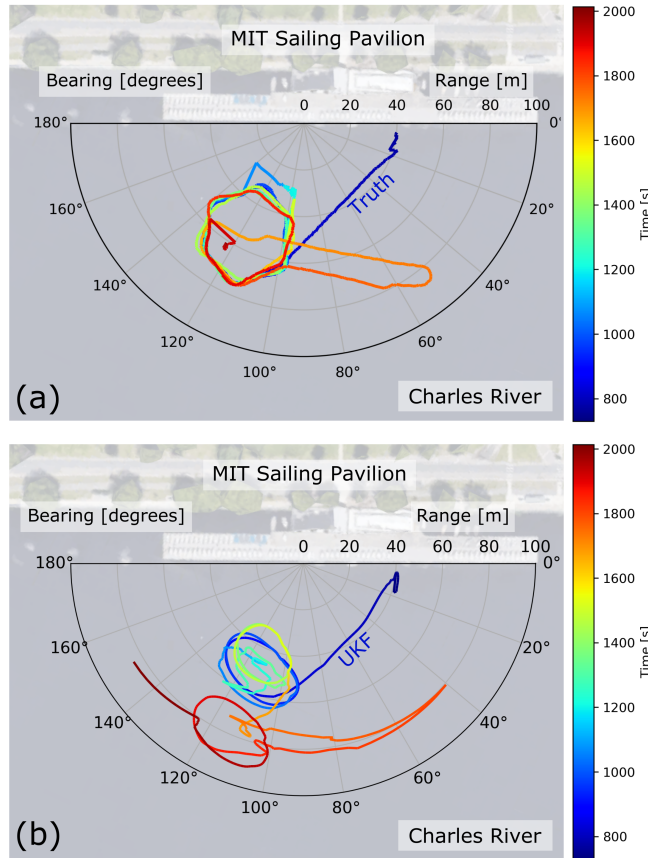 MIT Sailing Pavilion
Bearing [degrees]
Range [m]
0 20 40 60 80 100
180°
0°
160°
20°
140°
40°
120°
60°
100°
80°
Truth
(a)
Charles River
2000
1800
1600
1400
1200
1000
800
Time [s]
MIT Sailing Pavilion
Bearing [degrees]
Range [m]
0 20 40 60 80 100
180°
0°
160°
20°
140°
40°
120°
60°
100°
80°
UKF
(b)
Charles River
2000
1800
1600
1400
1200
1000
800
Time [s]